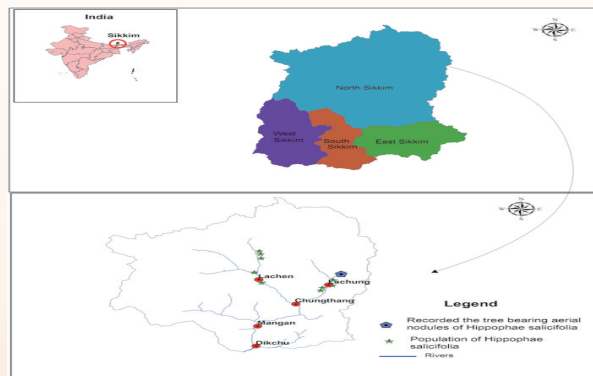 India
Sikkim
N
W E
S
North Sikkim
West
Sikkim
South
Sikkim
East Sikkim
N
W E
S
Lachen
Lachung
Chungthang
Mangan
Dikchu
Legend
Recorded the tree bearing aerial
nodules of Hippophae salicifolia
Population of Hippophae
salicifolia
Rivers